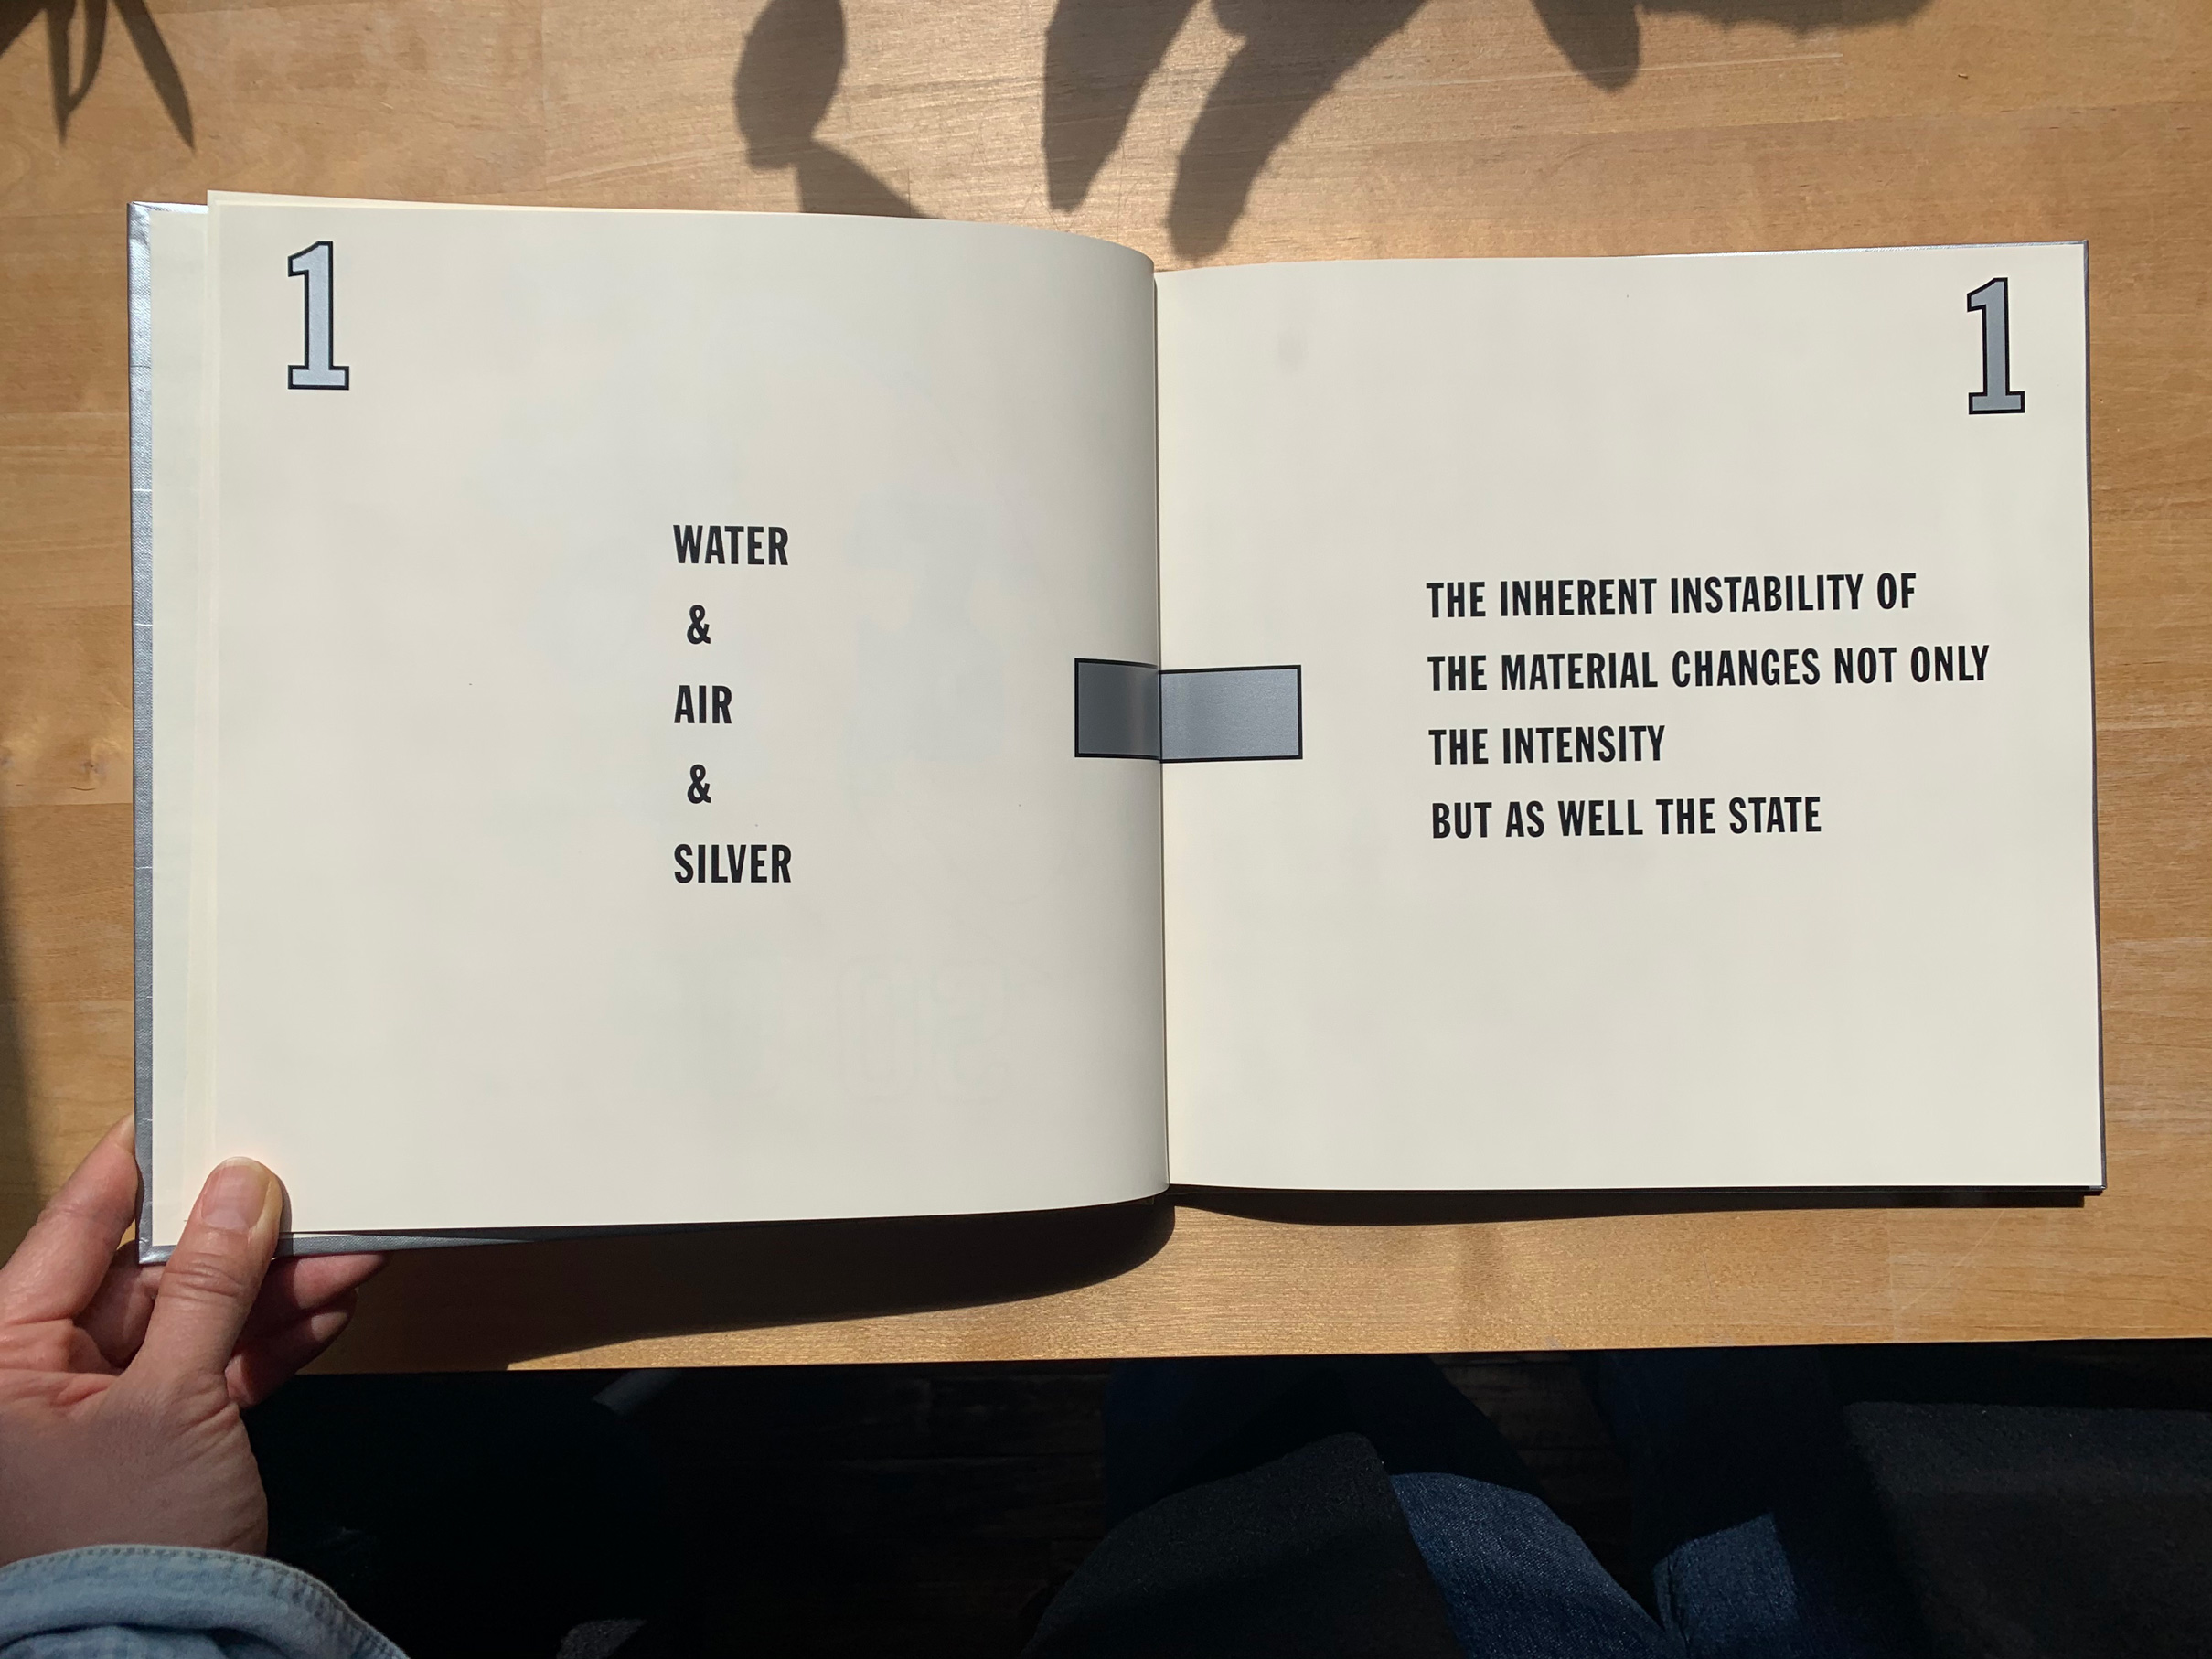 1
WATER
&
AIR
&
SILVER
1
THE INHERENT INSTABILITY OF
THE MATERIAL CHANGES NOT ONLY
THE INTENSITY
BUT AS WELL THE STATE